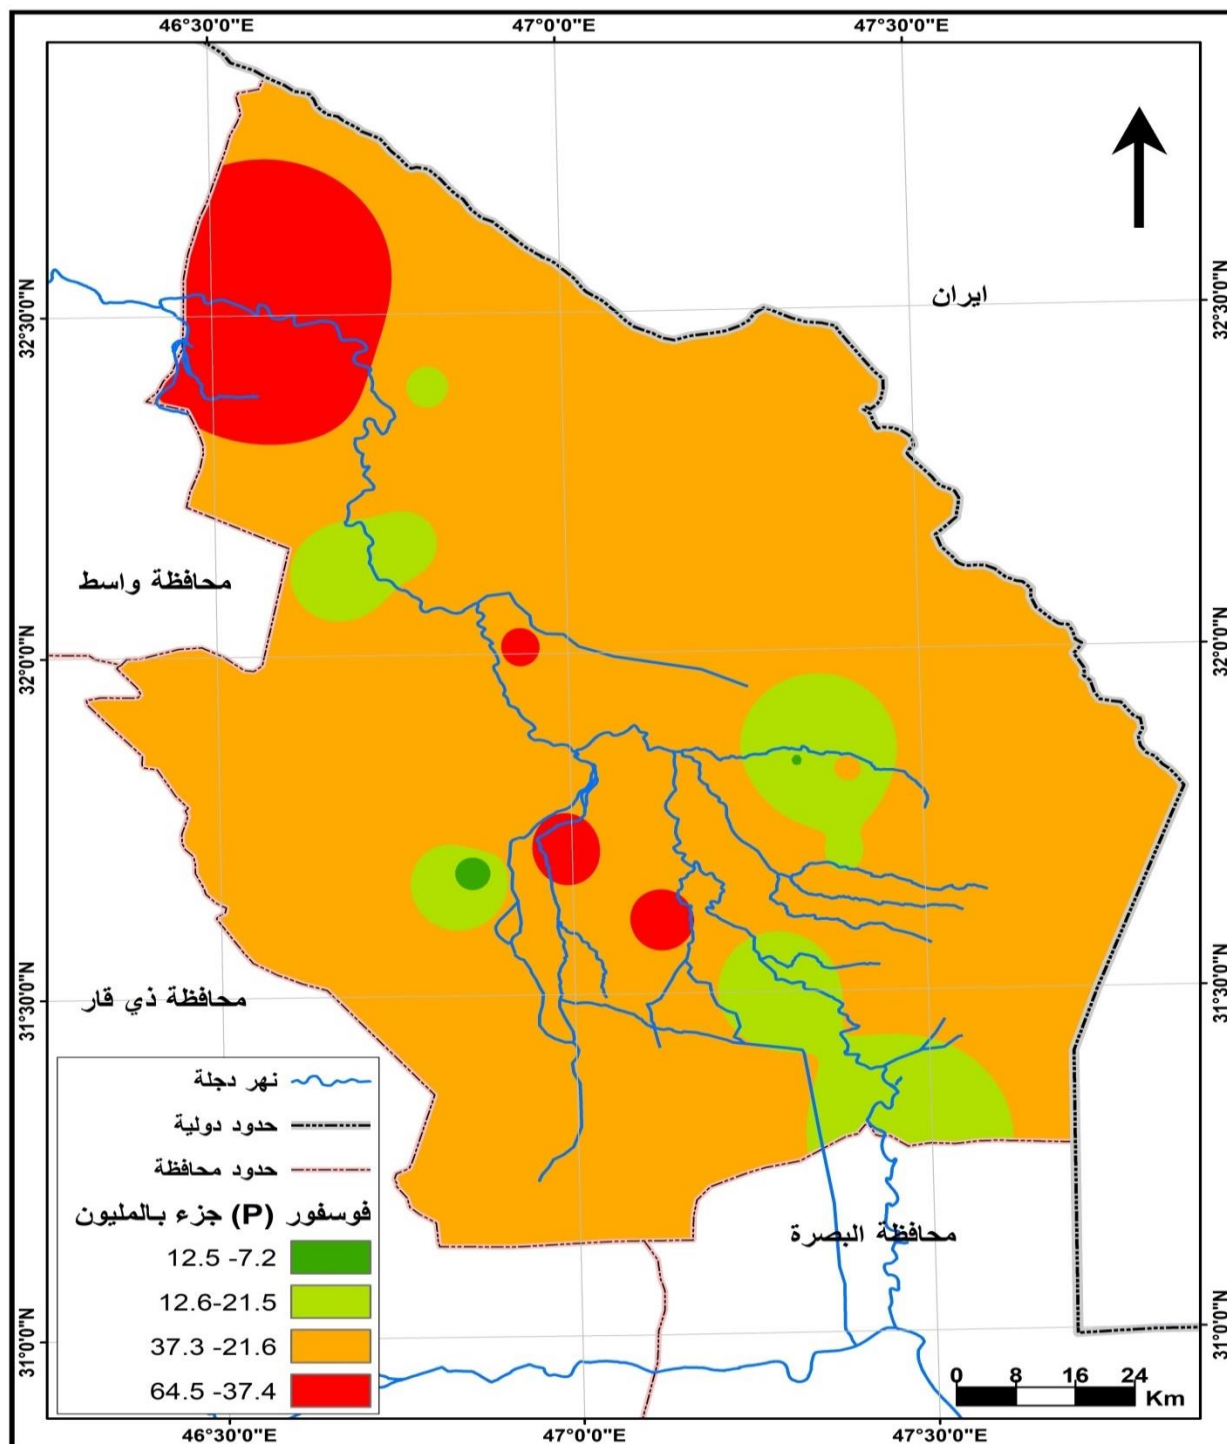 46°30'0"E 47°0'0"E 47°30'0"E
ايران
32°30'0"N 32°30'0"N
محافظة واسط
32°0'0"N 32°0'0"N
محافظة ذي قار
31°30'0"N 31°30'0"N
نهر دجلة
حدود دولية
حدود محافظة
فوسفور (P) جزء بالمليون
12.5 -7.2
12.6-21.5
37.3 -21.6
64.5 -37.4
محافظة البصرة
31°0'0"N 31°0'0"N
0 8 16 24
Km
46°30'0"E 47°0'0"E 47°30'0"E